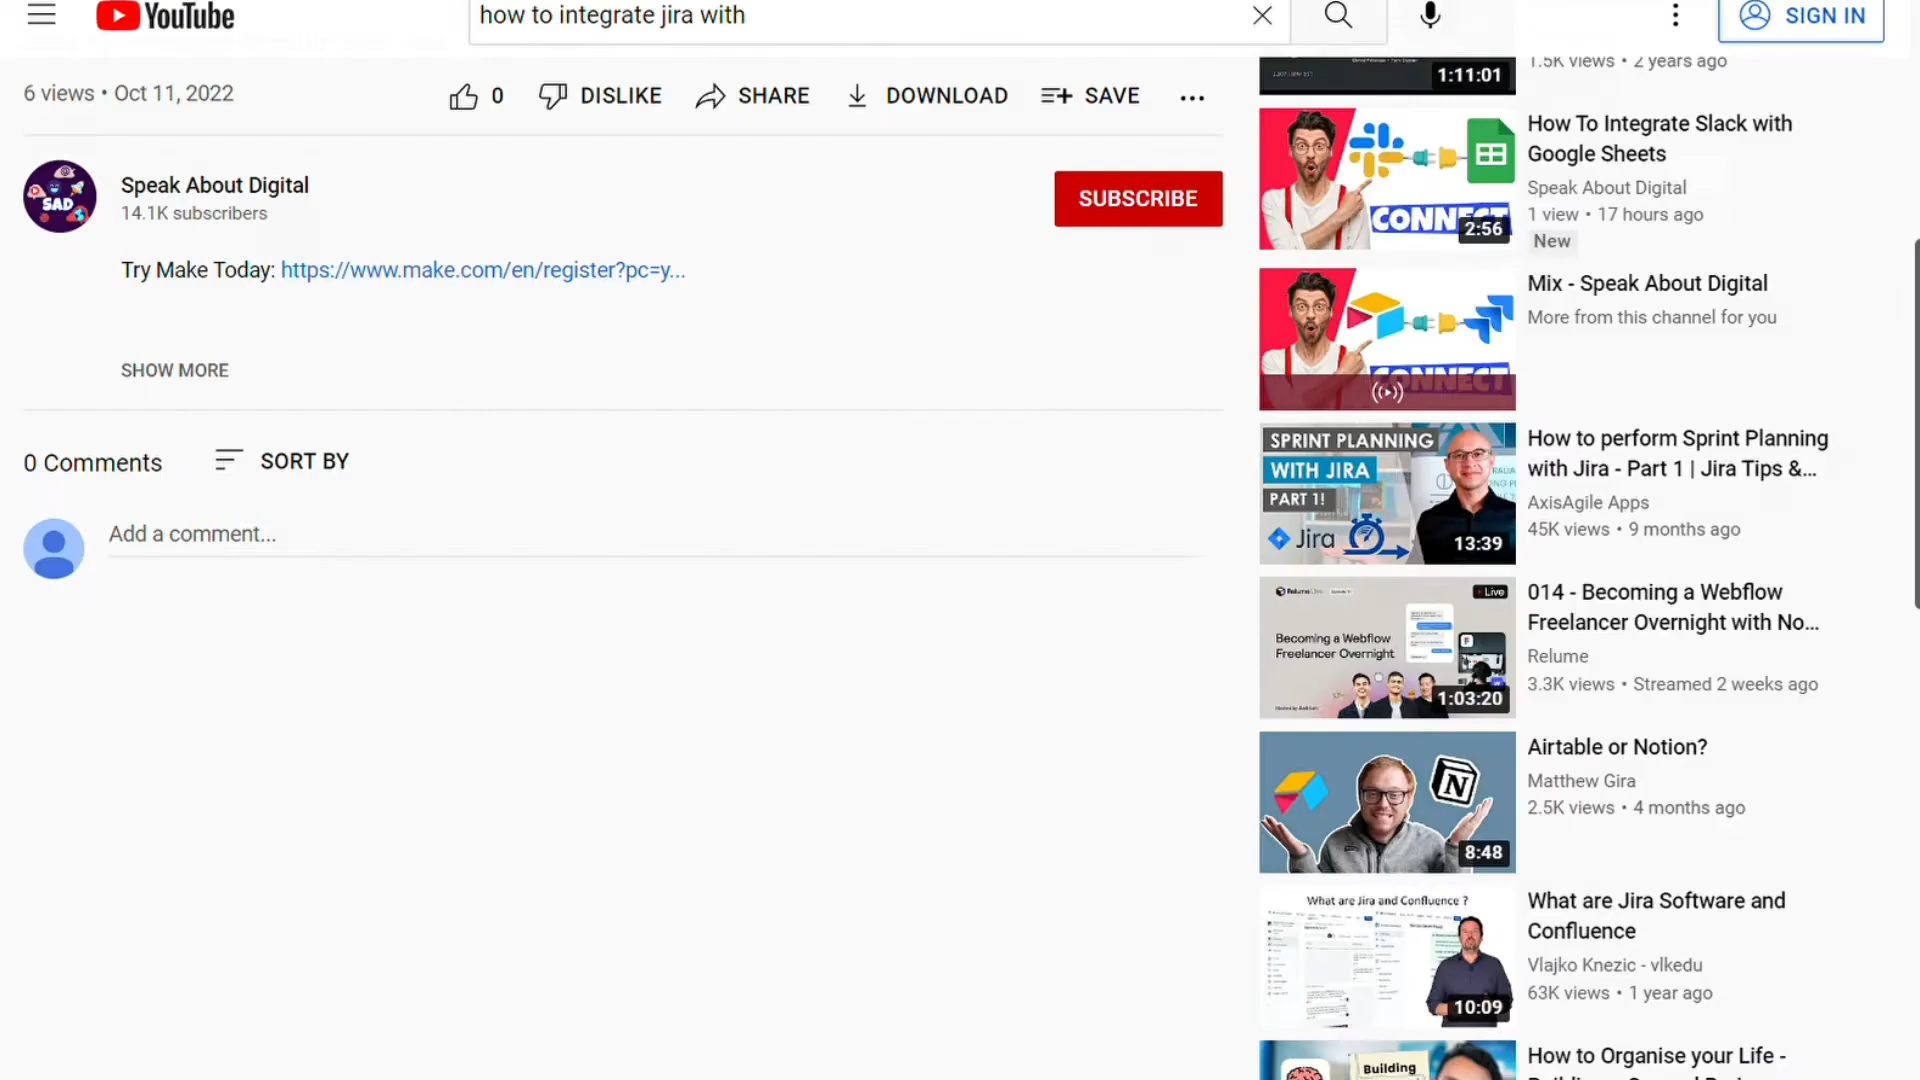 YouTube
how to integrate jira with
SIGN IN
6 views • Oct 11, 2022
0
DISLIKE
SHARE
DOWNLOAD
SAVE
SAD
Speak About Digital
14.1K subscribers
SUBSCRIBE
Try Make Today: https://www.make.com/en/register?pc=y...
SHOW MORE
0 Comments
SORT BY
Add a comment...
1:11:01
1.5K views • 2 years ago
CONNECT
2:56
How To Integrate Slack with
Google Sheets
Speak About Digital
1 view • 17 hours ago
New
CONNECT
Mix - Speak About Digital
More from this channel for you
SPRINT PLANNING
WITH JIRA
PART 1!
Jira
13:39
How to perform Sprint Planning
with Jira - Part 1 | Jira Tips &...
AxisAgile Apps
45K views • 9 months ago
Live
Becoming a Webflow
Freelancer Overnight
1:03:20
014 - Becoming a Webflow
Freelancer Overnight with No...
Relume
3.3K views • Streamed 2 weeks ago
8:48
Airtable or Notion?
Matthew Gira
2.5K views • 4 months ago
What are Jira and Confluence ?
10:09
What are Jira Software and
Confluence
Vlajko Knezic - vlkedu
63K views • 1 year ago
Building
How to Organise your Life -